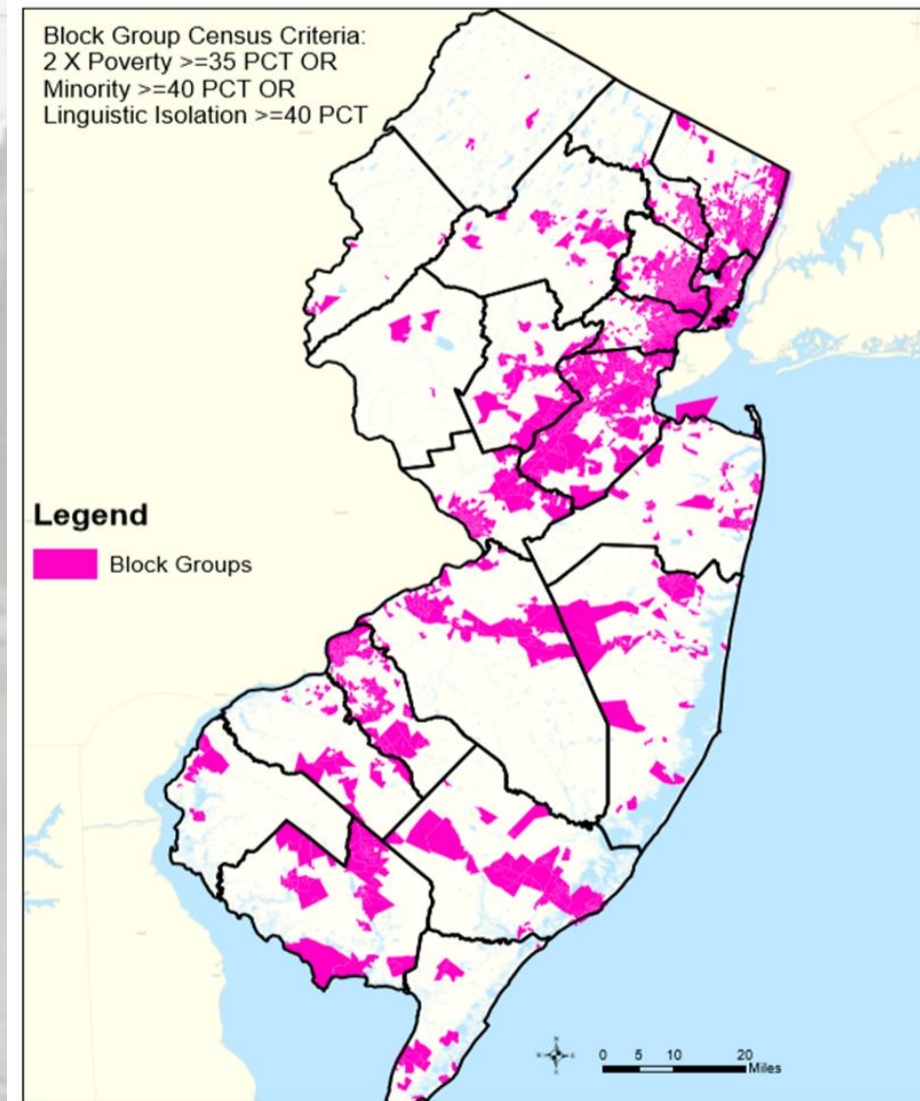 Block Group Census Criteria:
2 X Poverty >=35 PCT OR
Minority >=40 PCT OR
Linguistic Isolation >=40 PCT
Legend
Block Groups
0 5 10 20
Miles